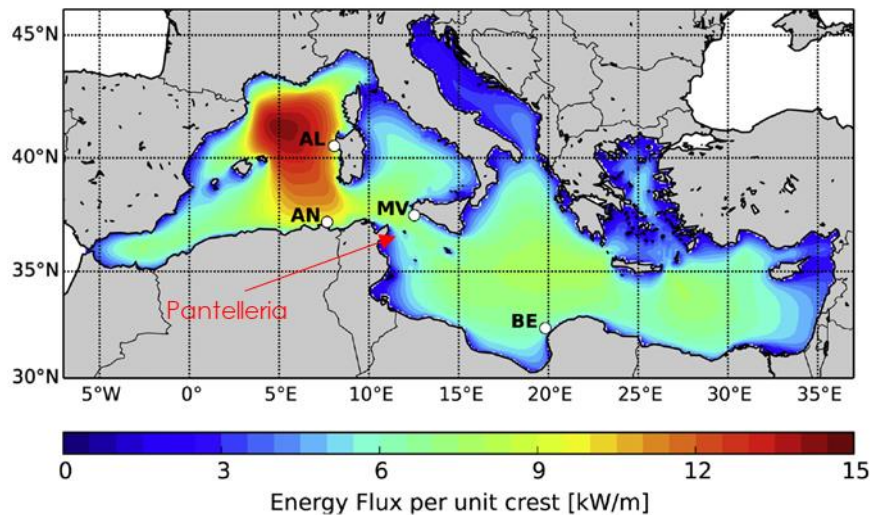 45°N
40°N
35°N
30°N
AL
AN
MV
BE
Pantelleria
5°W 0° 5°E 10°E 15°E 20°E 25°E 30°E 35°E
0 3 6 9 12 15
Energy Flux per unit crest [kW/m]